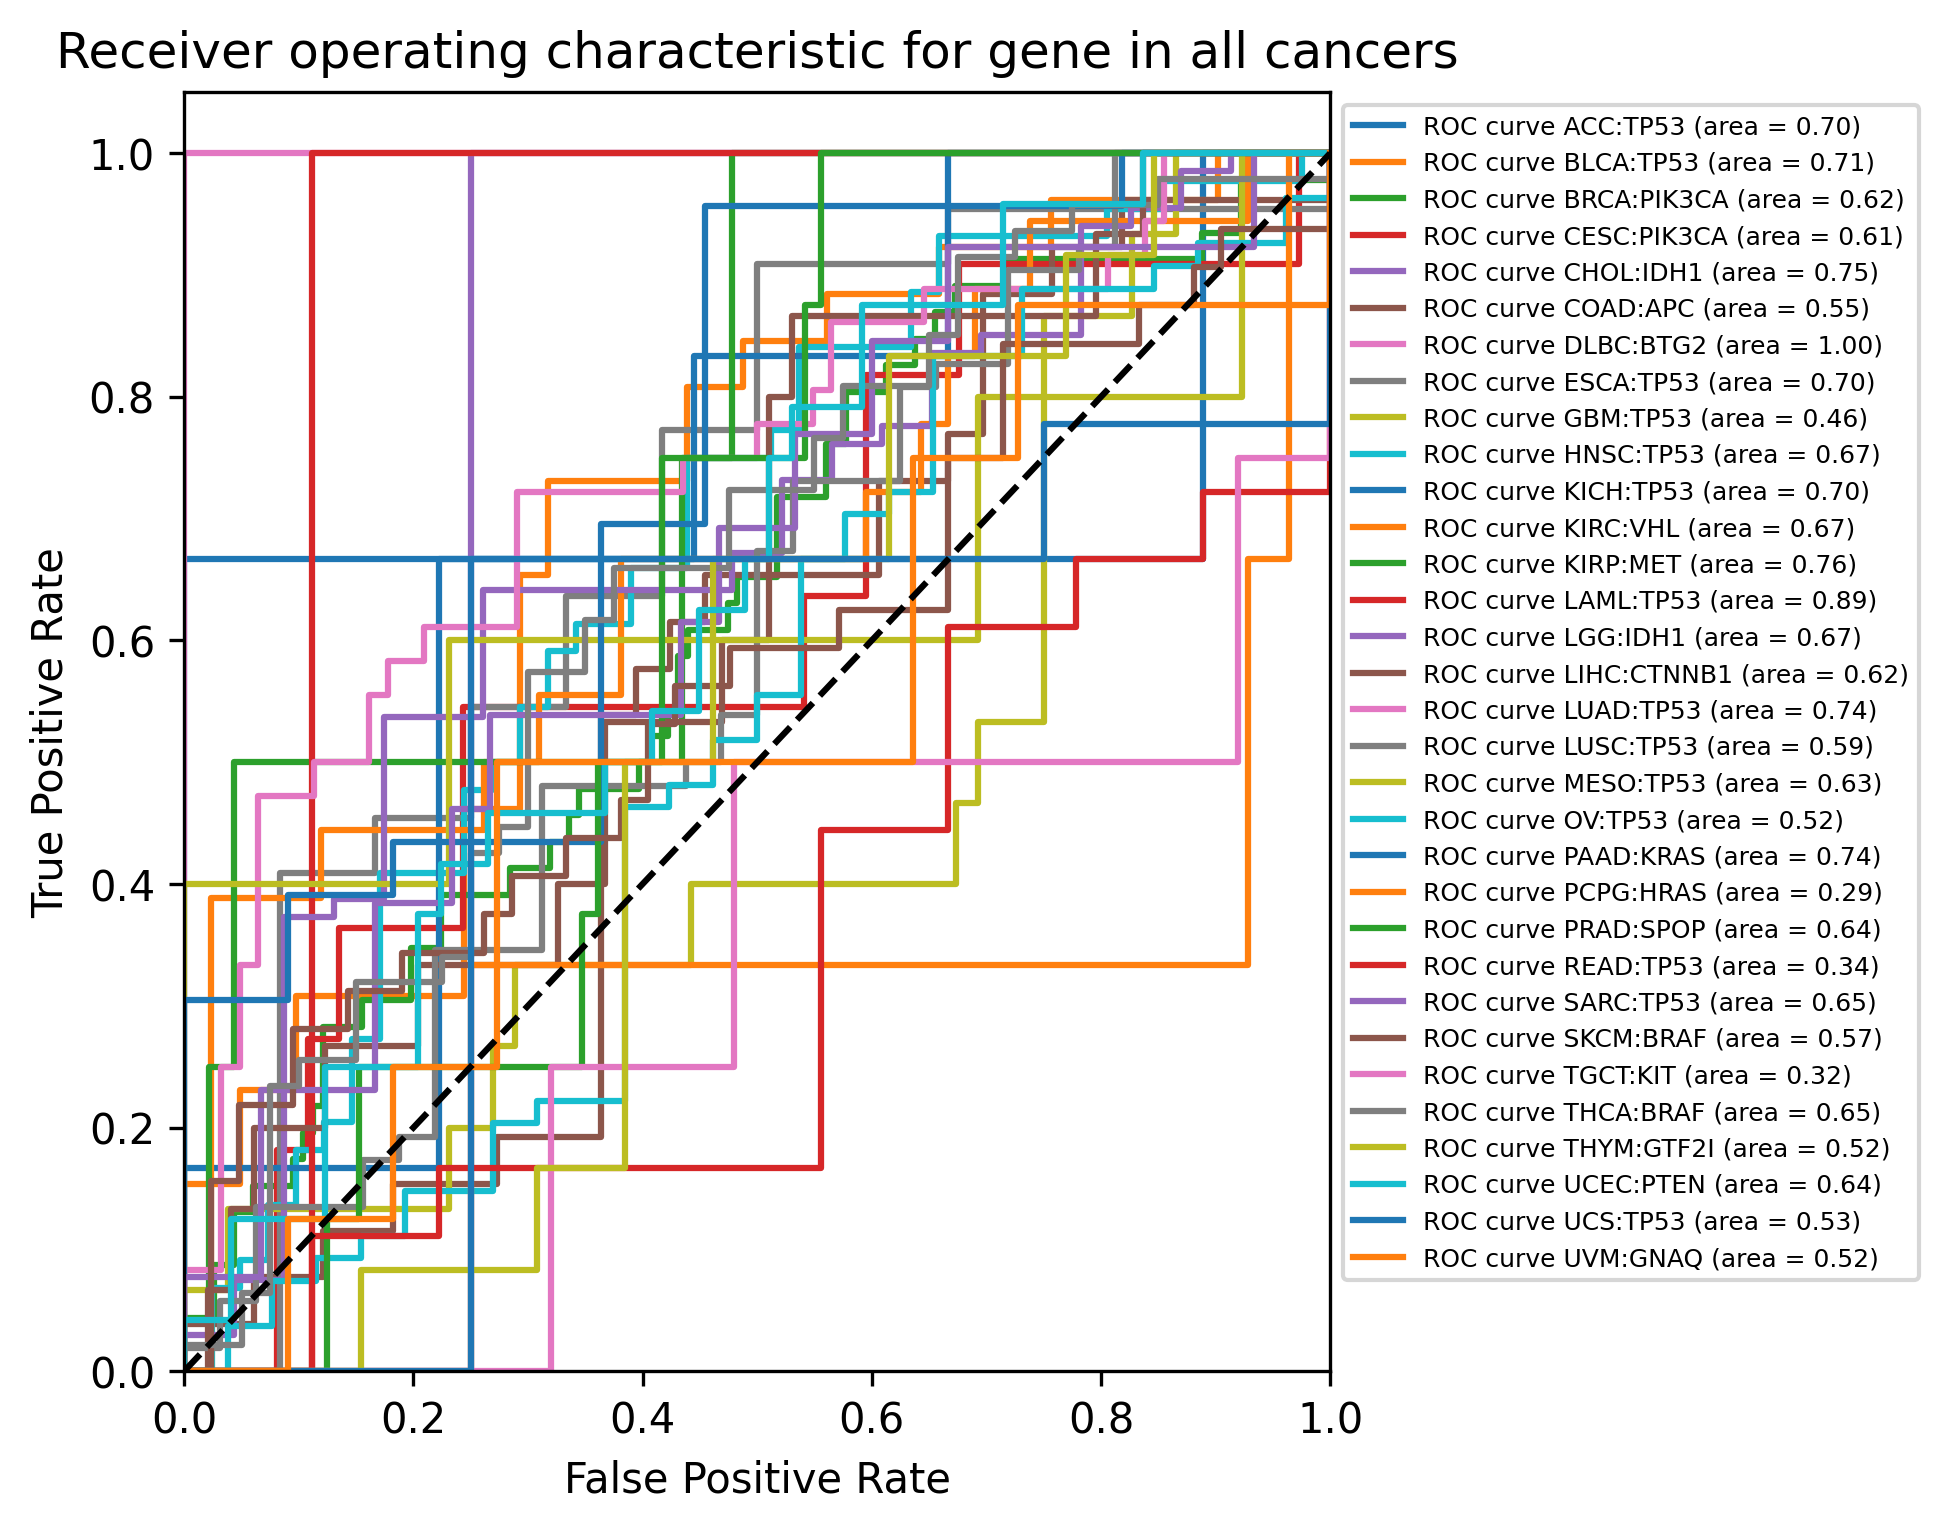 Receiver operating characteristic for gene in all cancers
True Positive Rate
1.0
0.8
0.6
0.4
0.2
0.0
0.0 0.2 0.4 0.6 0.8 1.0
False Positive Rate
ROC curve ACC:TP53 (area = 0.70)
ROC curve BLCA:TP53 (area = 0.71)
ROC curve BRCA:PIK3CA (area = 0.62)
ROC curve CESC:PIK3CA (area = 0.61)
ROC curve CHOL:IDH1 (area = 0.75)
ROC curve COAD:APC (area = 0.55)
ROC curve DLBC:BTG2 (area = 1.00)
ROC curve ESCA:TP53 (area = 0.70)
ROC curve GBM:TP53 (area = 0.46)
ROC curve HNSC:TP53 (area = 0.67)
ROC curve KICH:TP53 (area = 0.70)
ROC curve KIRC:VHL (area = 0.67)
ROC curve KIRP:MET (area = 0.76)
ROC curve LAML:TP53 (area = 0.89)
ROC curve LGG:IDH1 (area = 0.67)
ROC curve LIHC:CTNNB1 (area = 0.62)
ROC curve LUAD:TP53 (area = 0.74)
ROC curve LUSC:TP53 (area = 0.59)
ROC curve MESO:TP53 (area = 0.63)
ROC curve OV:TP53 (area = 0.52)
ROC curve PAAD:KRAS (area = 0.74)
ROC curve PCPG:HRAS (area = 0.29)
ROC curve PRAD:SPOP (area = 0.64)
ROC curve READ:TP53 (area = 0.34)
ROC curve SARC:TP53 (area = 0.65)
ROC curve SKCM:BRAF (area = 0.57)
ROC curve TGCT:KIT (area = 0.32)
ROC curve THCA:BRAF (area = 0.65)
ROC curve THYM:GTF2I (area = 0.52)
ROC curve UCEC:PTEN (area = 0.64)
ROC curve UCS:TP53 (area = 0.53)
ROC curve UVM:GNAQ (area = 0.52)